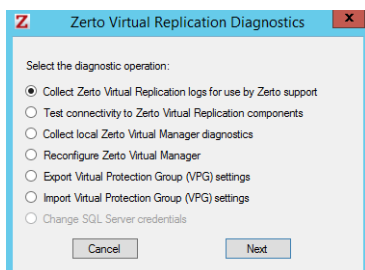 Z Zerto Virtual Replication Diagnostics x
Select the diagnostic operation:
Collect Zerto Virtual Replication logs for use by Zerto support
Test connectivity to Zerto Virtual Replication components
Collect local Zerto Virtual Manager diagnostics
Reconfigure Zerto Virtual Manager
Export Virtual Protection Group (VPG) settings
Import Virtual Protection Group (VPG) settings
Change SQL Server credentials
Cancel Next